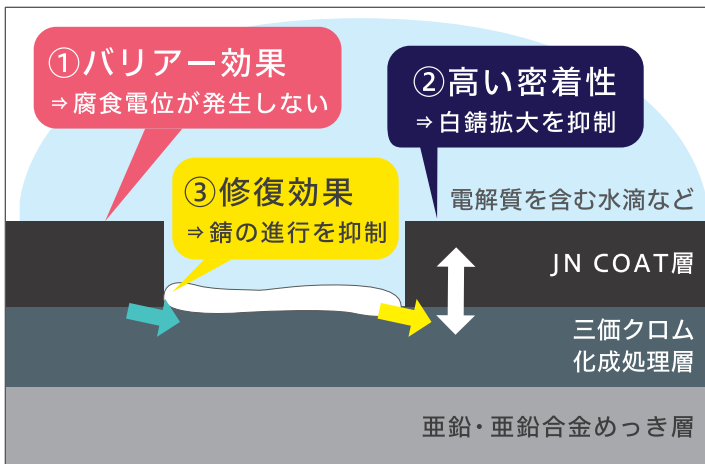 ①バリアー効果
⇒腐食電位が発生しない
②高い密着性
⇒白錆拡大を抑制
③修復効果
⇒錆の進行を抑制
電解質を含む水滴など
JN COAT層
三価クロム
化成処理層
亜鉛・亜鉛合金めっき層